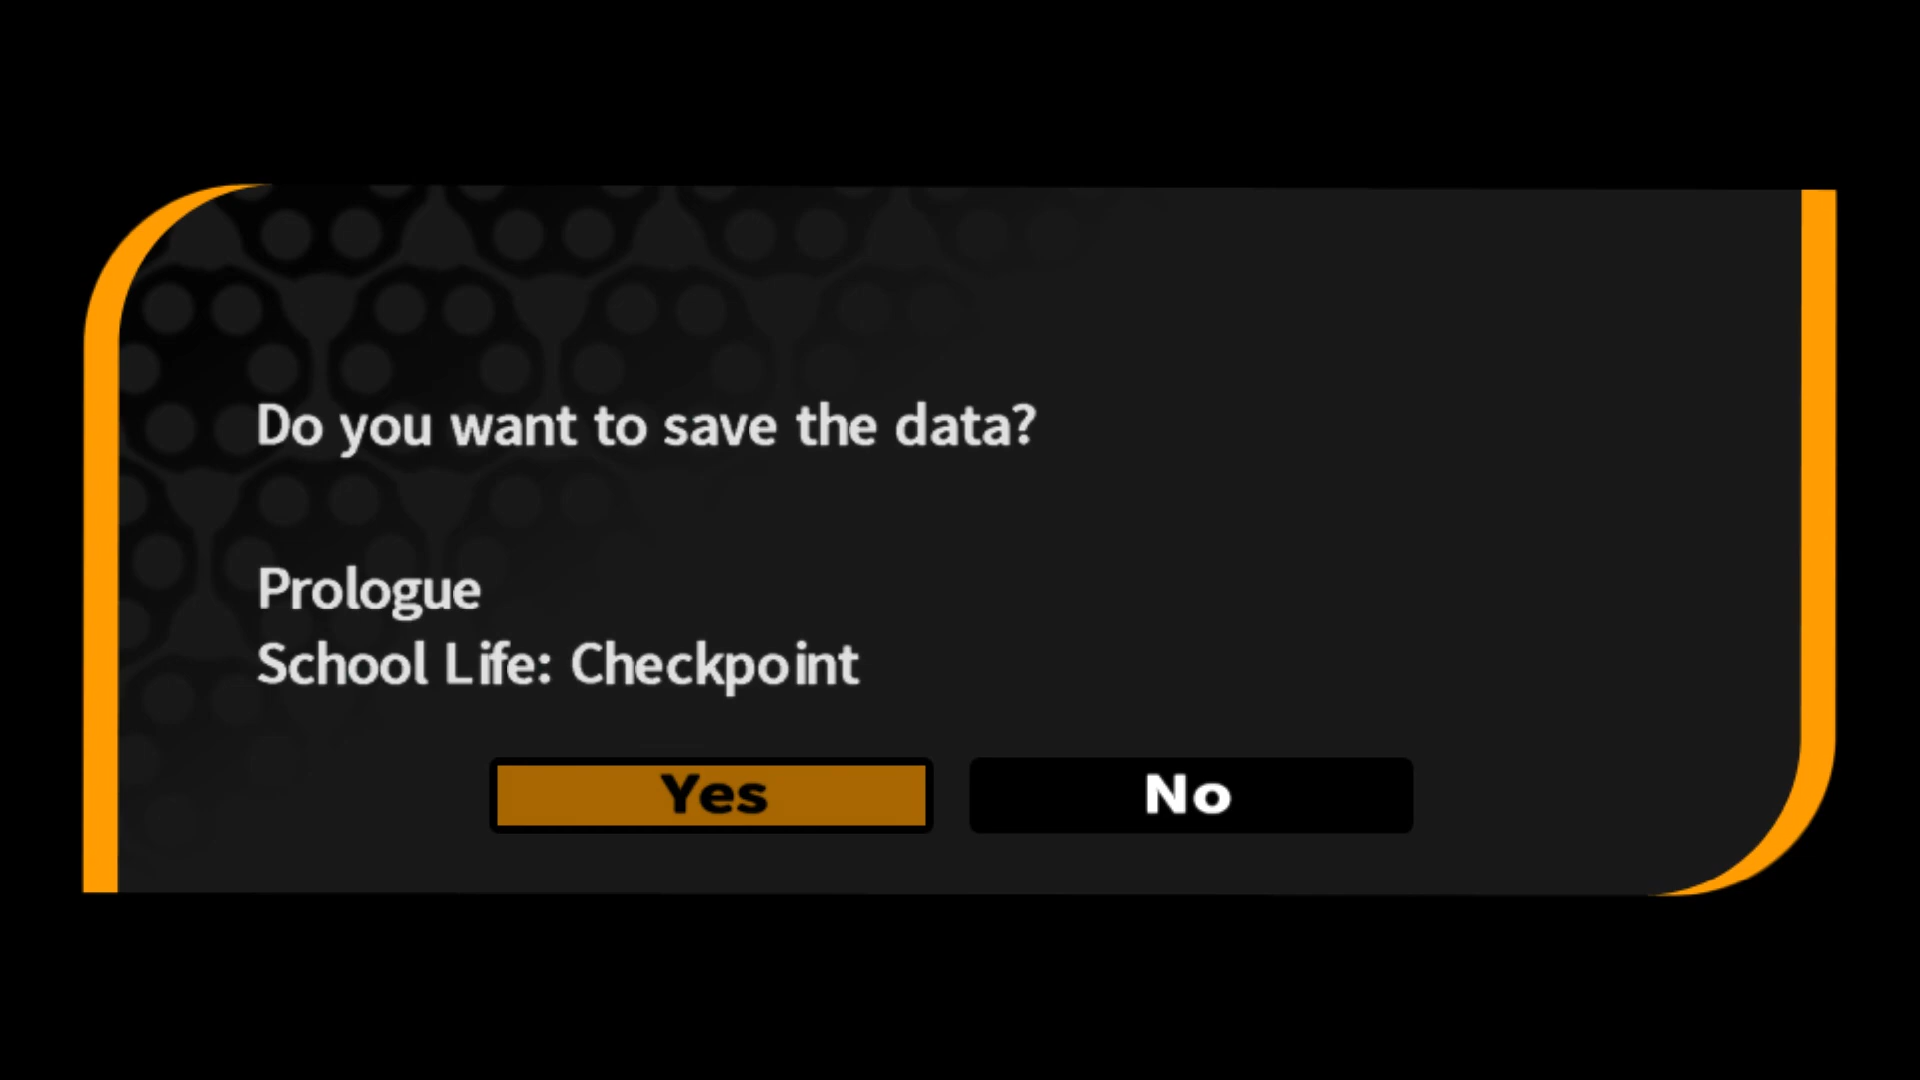 Do you want to save the data?
Prologue
School Life: Checkpoint
Yes
No